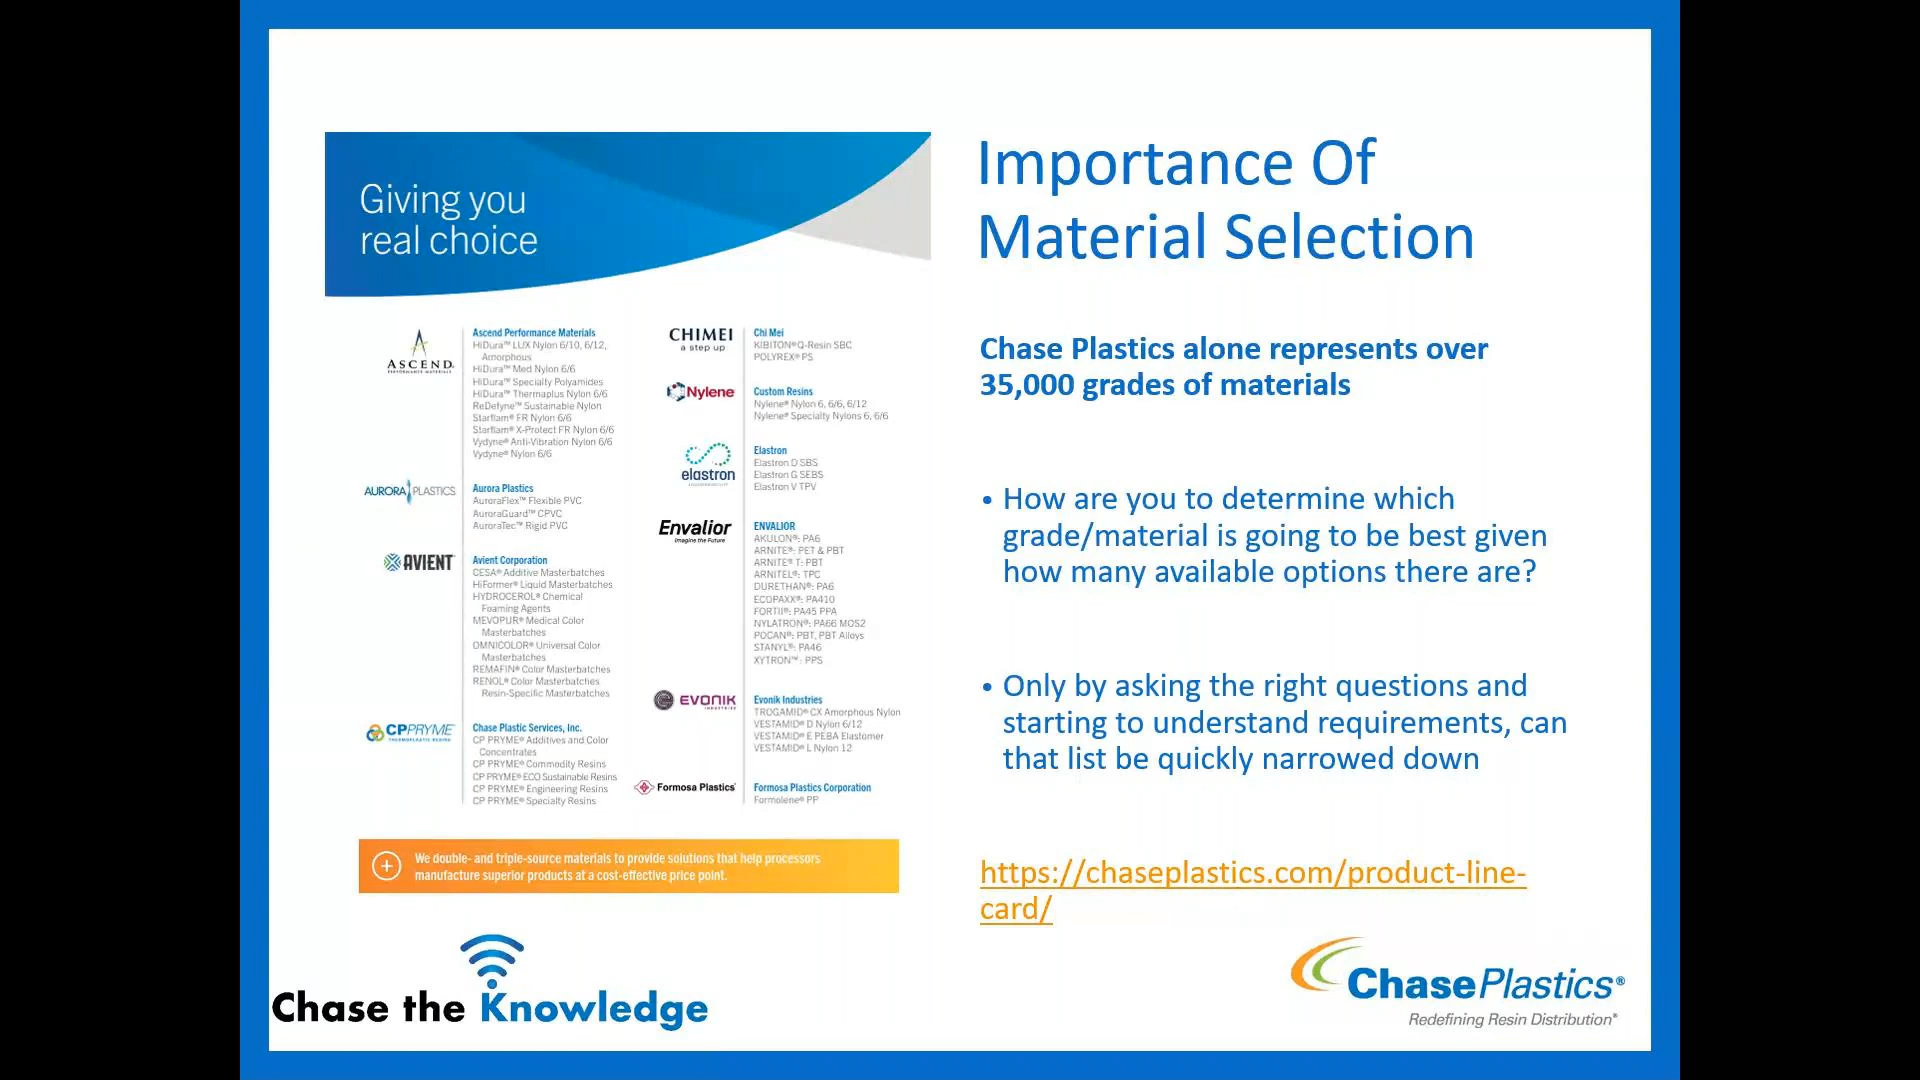 Giving you
real choice
ASCEND
PERFORMANCE MATERIALS
Ascend Performance Materials
HiDura™ LUX Nylon 6/10, 6/12,
Amorphous
HiDura™ Med Nylon 6/6
HiDura™ Specialty Polyamides
HiDura™ Thermaplus Nylon 6/6
ReDefyne™ Sustainable Nylon
Starflam® FR Nylon 6/6
Starflam® X-Protect FR Nylon 6/6
Vydyne® Anti-Vibration Nylon 6/6
Vydyne® Nylon 6/6
AURORA PLASTICS
Aurora Plastics
AuroraFlex™ Flexible PVC
AuroraGuard™ CPVC
AuroraTec™ Rigid PVC
AVIENT
Avient Corporation
CESA® Additive Masterbatches
HiFormer® Liquid Masterbatches
HYDROCEROL® Chemical
Foaming Agents
MEVOPUR® Medical Color
Masterbatches
OMNICOLOR® Universal Color
Masterbatches
REMAFIN® Color Masterbatches
RENOL® Color Masterbatches
Resin-Specific Masterbatches
CPPRYME
THERMOPLASTIC RESINS
Chase Plastic Services, Inc.
CP PRYME® Additives and Color
Concentrates
CP PRYME® Commodity Resins
CP PRYME® ECO Sustainable Resins
CP PRYME® Engineering Resins
CP PRYME® Specialty Resins
CHIMEI
a step up
Chi Mei
KIBITON®Q-Resin SBC
POLYREX® PS
Nylene
Custom Resins
Nylene® Nylon 6, 6/6, 6/12
Nylene® Specialty Nylons 6, 6/6
elastron
Elastron
Elastron D SBS
Elastron G SEBS
Elastron V TPV
Envalior
Imagine the Future
ENVALIOR
AKULON®: PA6
ARNITE®: PET & PBT
ARNITE® T: PBT
ARNITEL®: TPC
DURETHAN®: PA6
ECOPAXX®: PA410
FORTII®: PA45 PPA
NYLATRON®: PA66 MOS2
POCAN®: PBT, PBT Alloys
STANYL®: PA46
XYTRON™: PPS
EVONIK
INDUSTRIES
Evonik Industries
TROGAMID® CX Amorphous Nylon
VESTAMID® D Nylon 6/12
VESTAMID® E PEBA Elastomer
VESTAMID® L Nylon 12
Formosa Plastics®
Formosa Plastics Corporation
Formolene® PP
We double- and triple-source materials to provide solutions that help processors
manufacture superior products at a cost-effective price point.
Chase the Knowledge
Importance Of
Material Selection
Chase Plastics alone represents over
35,000 grades of materials
• How are you to determine which
grade/material is going to be best given
how many available options there are?
• Only by asking the right questions and
starting to understand requirements, can
that list be quickly narrowed down
https://chaseplastics.com/product-line-
card/
ChasePlastics®
Redefining Resin Distribution®